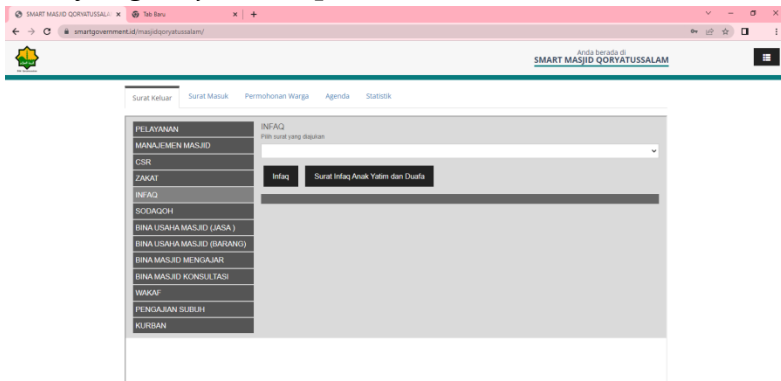 SMART MASJID QORYATUSSALA
Teb Beru
smartgovernment.id/masjidqoryatussalam/
Anda berada di
SMART MASJID QORYATUSSALAM
Surat Keluar Surat Masuk Permohonan Warga Agenda Statistik
PELAYANAN
MANAJEMEN MASJID
CSR
ZAKAT
INFAQ
SODAQOH
BINA USAHA MASJID (JASA )
BINA USAHA MASJID (BARANG)
BINA MASJID MENGAJAR
BINA MASJID KONSULTASI
WAKAF
PENGAJIAN SUBUH
KURBAN
INFAQ
Pilih surat yang diajukan
Infaq Surat Infaq Anak Yatim dan Duafa